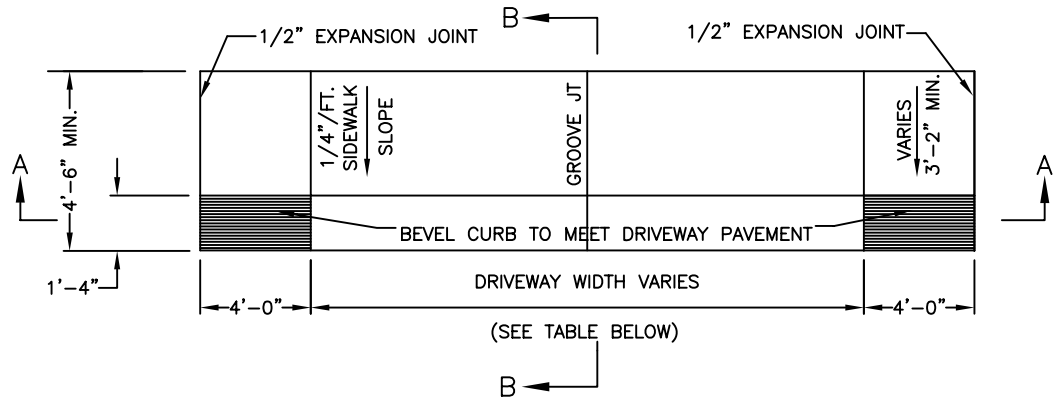 B
1/2" EXPANSION JOINT
1/2" EXPANSION JOINT
4'-6" MIN.
1/4"/FT.
SIDEWALK
SLOPE
GROOVE JT
VARIES
3'-2" MIN.
A
A
BEVEL CURB TO MEET DRIVEWAY PAVEMENT
1'-4"
DRIVEWAY WIDTH VARIES
4'-0"
4'-0"
(SEE TABLE BELOW)
B